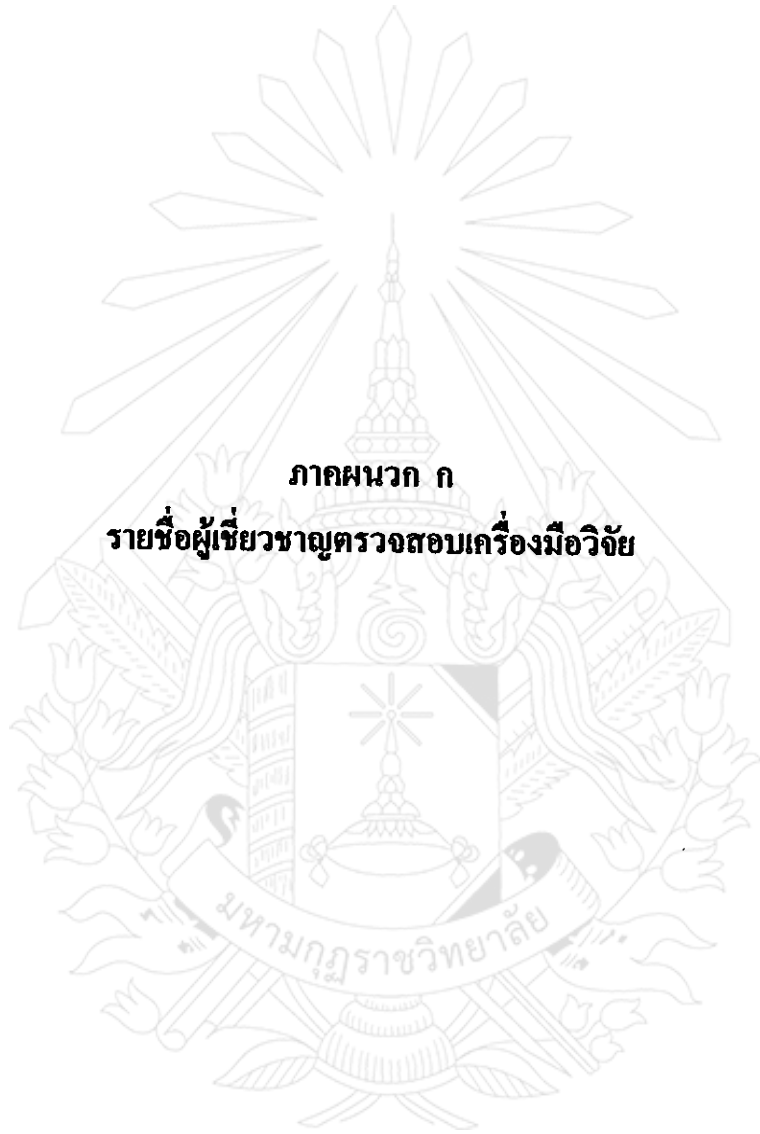 ภาคผนวก ก
รายชื่อผู้เชี่ยวชาญตรวจสอบเครื่องมือวิจัย
มหามกุฏราชวิทยาลัย